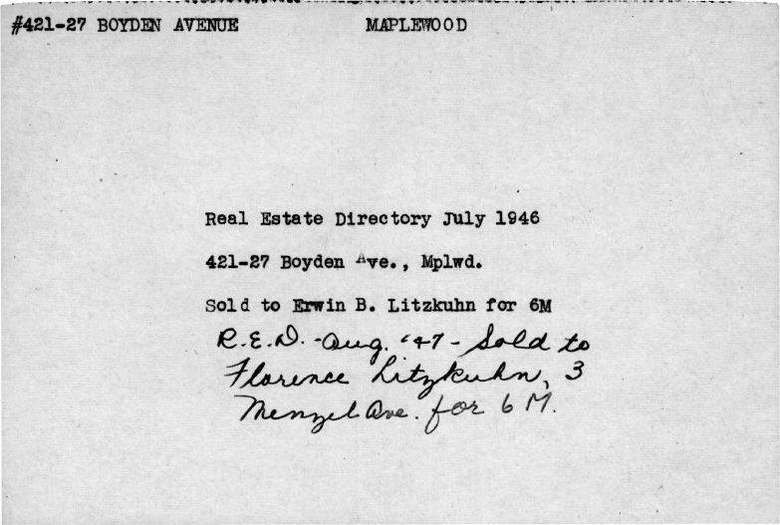 #421-27 BOYDEN AVENUE MAPLEWOOD
Real Estate Directory July 1946
421-27 Boyden Ave., Mplwd.
Sold to Erwin B. Litzkuhn for 6M
R.E.D. - Aug. '47 - Sold to
Florence Litzkuhn, 3
Menzel Ave. for 6 M.